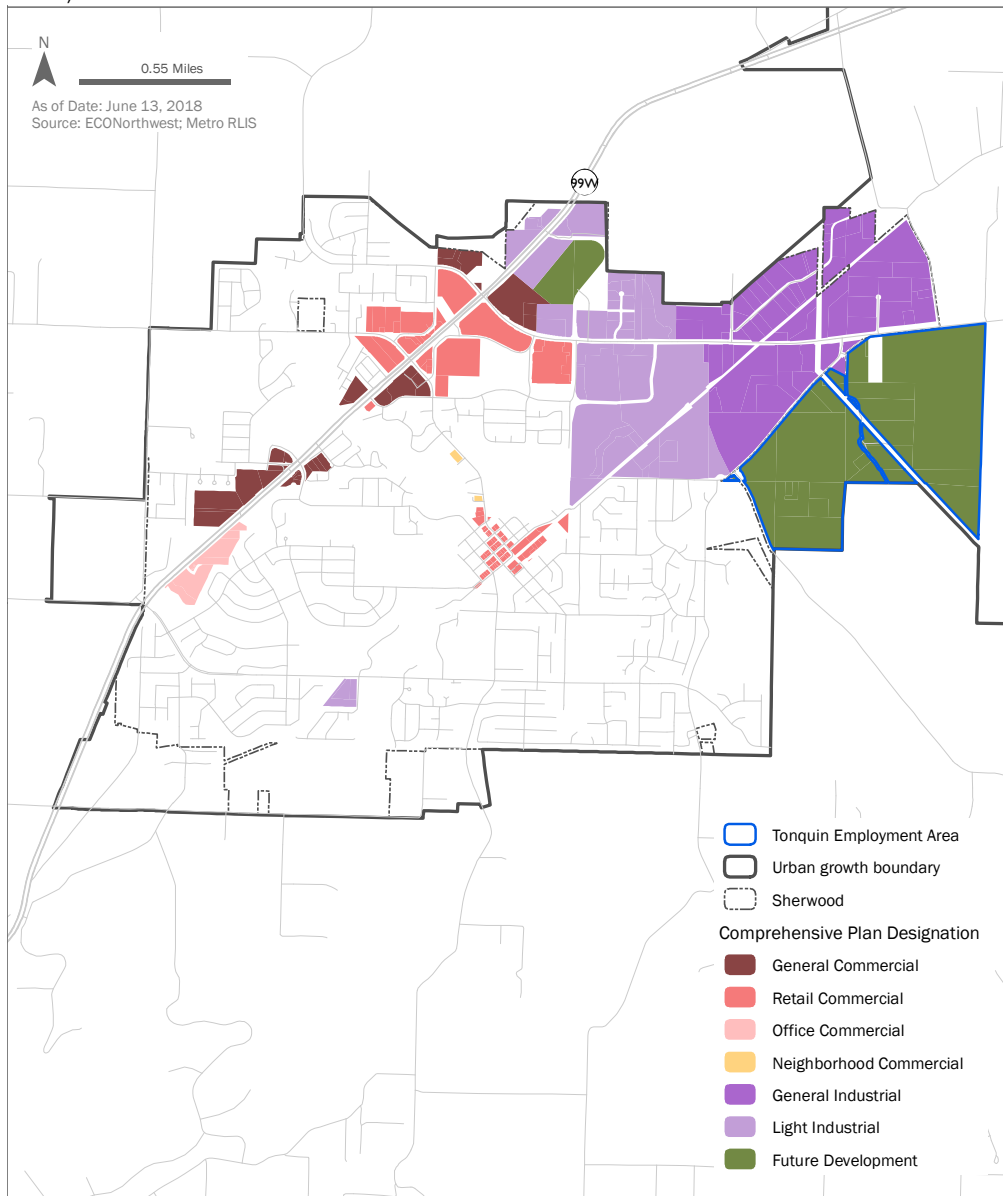 N
0.55 Miles
As of Date: June 13, 2018
Source: ECONorthwest; Metro RLIS
99W
Tonquin Employment Area
Urban growth boundary
Sherwood
Comprehensive Plan Designation
General Commercial
Retail Commercial
Office Commercial
Neighborhood Commercial
General Industrial
Light Industrial
Future Development